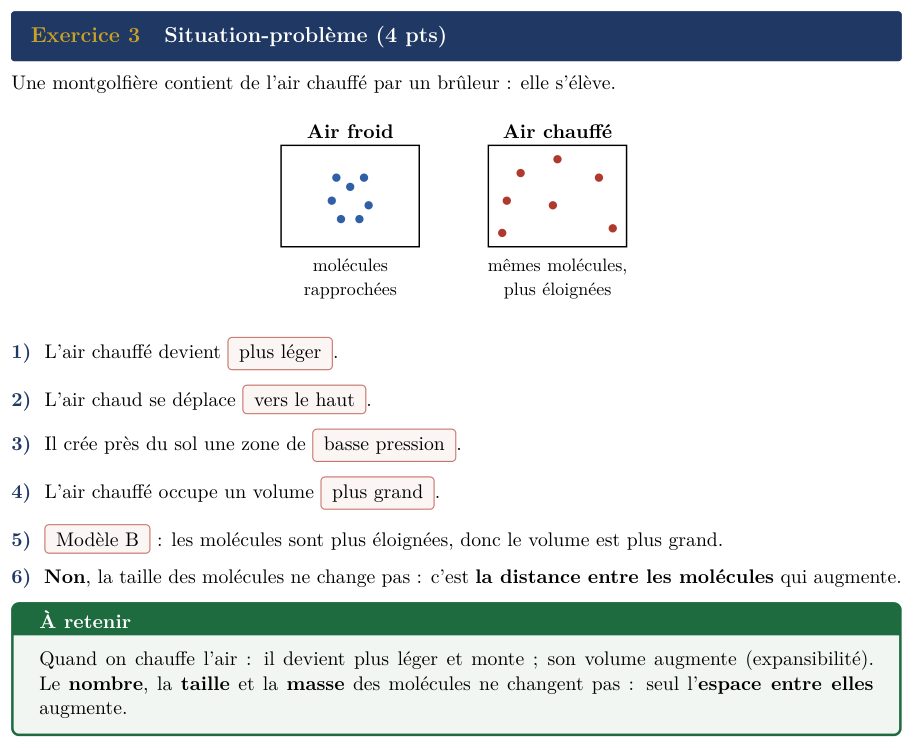 Exercice 3 Situation-problème (4 pts)
Une montgolfière contient de l'air chauffé par un brûleur : elle s'élève.
Air froid
Air chauffé
molécules
rapprochées
mêmes molécules,
plus éloignées
1) L'air chauffé devient plus léger.
2) L'air chaud se déplace vers le haut.
3) Il crée près du sol une zone de basse pression.
4) L'air chauffé occupe un volume plus grand.
5) Modèle B : les molécules sont plus éloignées, donc le volume est plus grand.
6) Non, la taille des molécules ne change pas : c'est la distance entre les molécules qui augmente.
À retenir
Quand on chauffe l'air : il devient plus léger et monte ; son volume augmente (expansibilité).
Le nombre, la taille et la masse des molécules ne changent pas : seul l'espace entre elles
augmente.